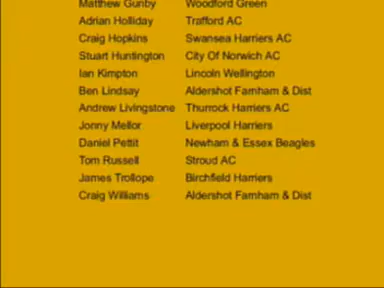 Matthew Gunby Woodford Green
Adrian Holliday Trafford AC
Craig Hopkins Swansea Harriers AC
Stuart Huntington City Of Norwich AC
Ian Kimpton Lincoln Wellington
Ben Lindsay Aldershot Farnham & Dist
Andrew Livingstone Thurrock Harriers AC
Jonny Mellor Liverpool Harriers
Daniel Pettit Newham & Essex Beagles
Tom Russell Stroud AC
James Trollope Birchfield Harriers
Craig Williams Aldershot Farnham & Dist